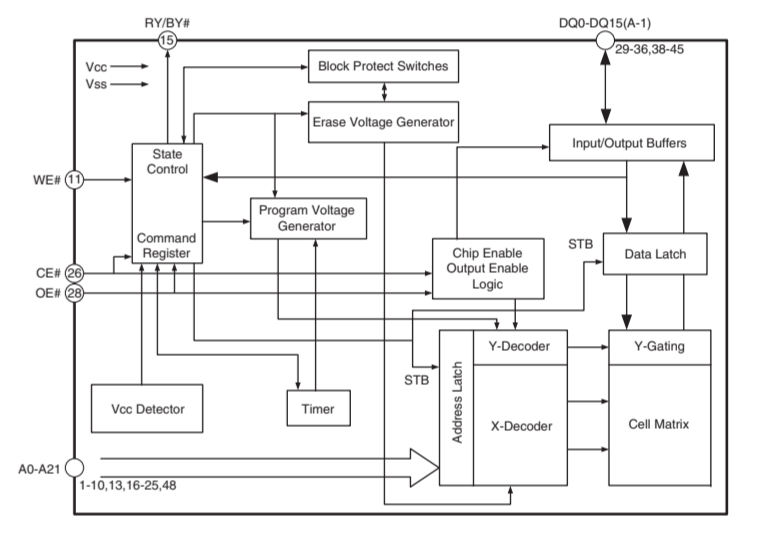 RY/BY#
DQ0-DQ15(A-1)
15
29-36,38-45
Vcc
Vss
Block Protect Switches
Erase Voltage Generator
Input/Output Buffers
State
Control
WE# 11
Program Voltage
Generator
Command
Register
STB
Data Latch
Chip Enable
Output Enable
Logic
CE# 26
OE# 28
Y-Decoder
Y-Gating
STB
Address Latch
Vcc Detector
Timer
X-Decoder
Cell Matrix
A0-A21
1-10,13,16-25,48